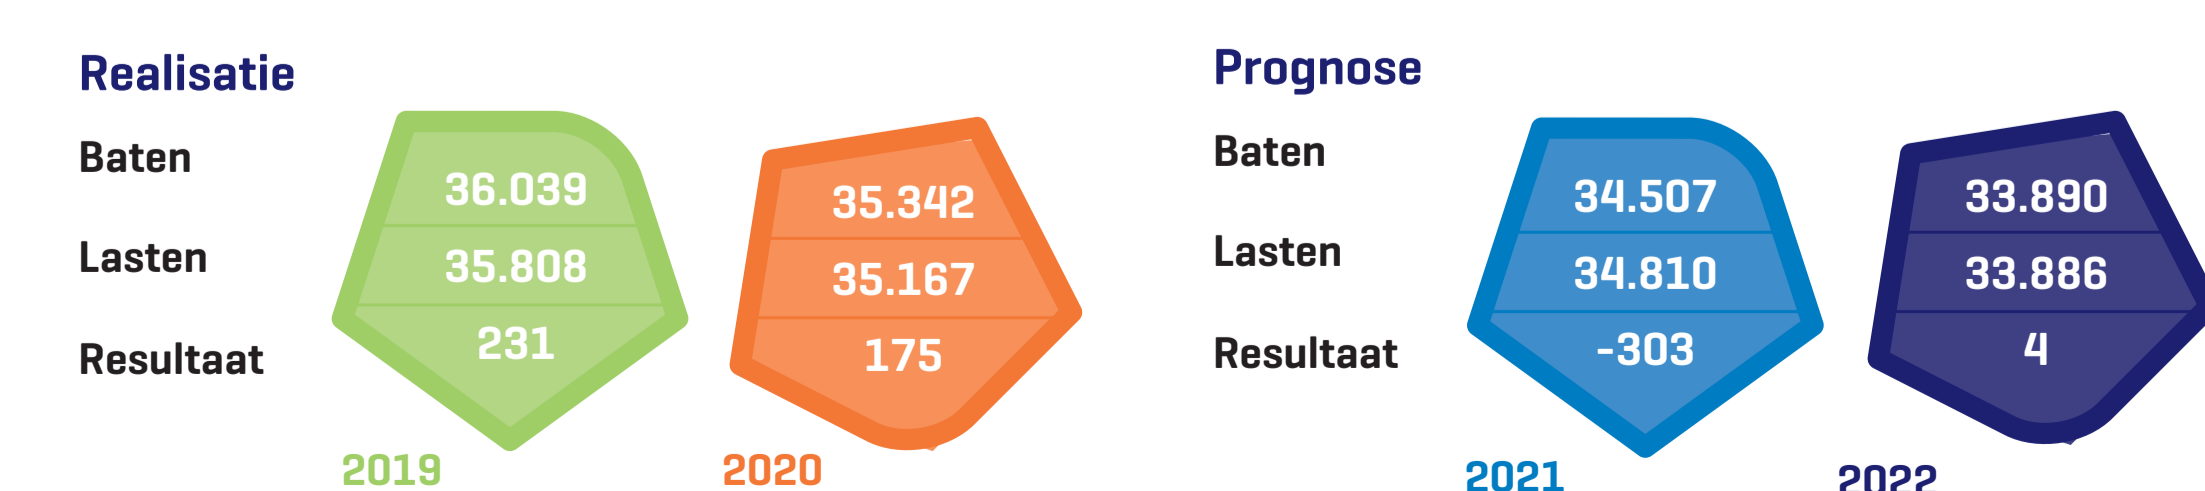 Realisatie
Baten
36.039
35.342
Lasten
35.808
35.167
Resultaat
231
175
2019
2020
Prognose
Baten
34.507
33.890
Lasten
34.810
33.886
Resultaat
-303
4
2021
2022